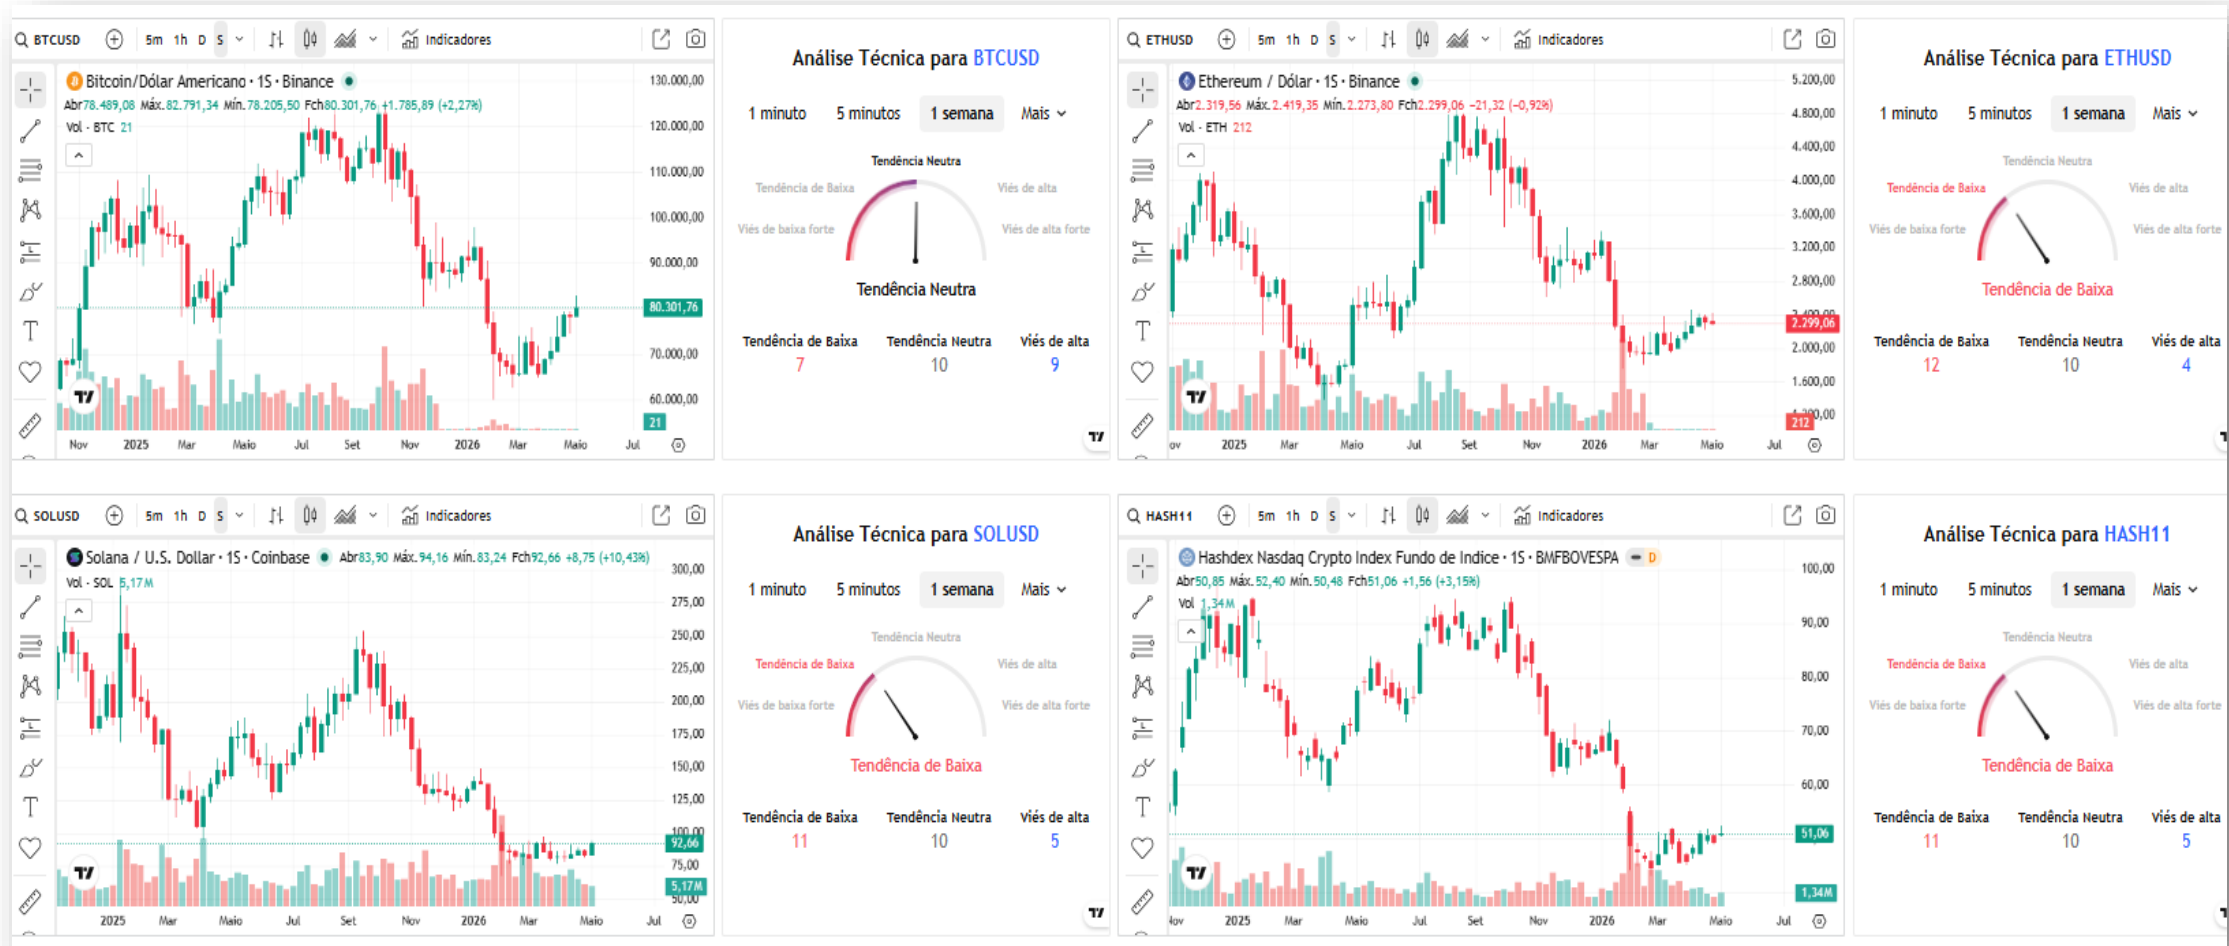 BTCUSD 5m 1h D S Indicadores
Bitcoin/Dólar Americano · 1S · Binance
Abr78.489,08 Máx.82.791,34 Mín.78.205,50 Fch80.301,76 +1.785,89 (+2,27%)
Vol · BTC 21
130.000,00
120.000,00
110.000,00
100.000,00
90.000,00
80.301,76
70.000,00
60.000,00
21
Nov 2025 Mar Maio Jul Set Nov 2026 Mar Maio Jul
Análise Técnica para BTCUSD
1 minuto 5 minutos 1 semana Mais
Tendência Neutra
Tendência de Baixa Viés de alta
Viés de baixa forte Viés de alta forte
Tendência Neutra
Tendência de Baixa Tendência Neutra Viés de alta
7 10 9
ETHUSD 5m 1h D S Indicadores
Ethereum / Dólar · 1S · Binance
Abr2.319,56 Máx.2.419,35 Mín.2.273,80 Fch2.299,06 −21,32 (−0,92%)
Vol · ETH 212
5.200,00
4.800,00
4.400,00
4.000,00
3.600,00
3.200,00
2.800,00
2.299,06
2.000,00
1.600,00
212
Nov 2025 Mar Maio Jul Set Nov 2026 Mar Maio Jul
Análise Técnica para ETHUSD
1 minuto 5 minutos 1 semana Mais
Tendência Neutra
Tendência de Baixa Viés de alta
Viés de baixa forte Viés de alta forte
Tendência de Baixa
Tendência de Baixa Tendência Neutra Viés de alta
12 10 4
SOLUSD 5m 1h D S Indicadores
Solana / U.S. Dollar · 1S · Coinbase Abr83,90 Máx.94,16 Mín.83,24 Fch92,66 +8,75 (+10,43%)
Vol · SOL 5,17M
300,00
275,00
250,00
225,00
200,00
175,00
150,00
125,00
100,00
92,66
75,00
5,17M
50,00
2025 Mar Maio Jul Set Nov 2026 Mar Maio Jul
Análise Técnica para SOLUSD
1 minuto 5 minutos 1 semana Mais
Tendência Neutra
Tendência de Baixa Viés de alta
Viés de baixa forte Viés de alta forte
Tendência de Baixa
Tendência de Baixa Tendência Neutra Viés de alta
11 10 5
HASH11 5m 1h D S Indicadores
Hashdex Nasdaq Crypto Index Fundo de Indice · 1S · BMFBOVESPA D
Abr50,85 Máx.52,40 Mín.50,48 Fch51,06 +1,56 (+3,15%)
Vol 1,34M
100,00
90,00
80,00
70,00
60,00
51,06
1,34M
Nov 2025 Mar Maio Jul Set Nov 2026 Mar Maio Jul
Análise Técnica para HASH11
1 minuto 5 minutos 1 semana Mais
Tendência Neutra
Tendência de Baixa Viés de alta
Viés de baixa forte Viés de alta forte
Tendência de Baixa
Tendência de Baixa Tendência Neutra Viés de alta
11 10 5